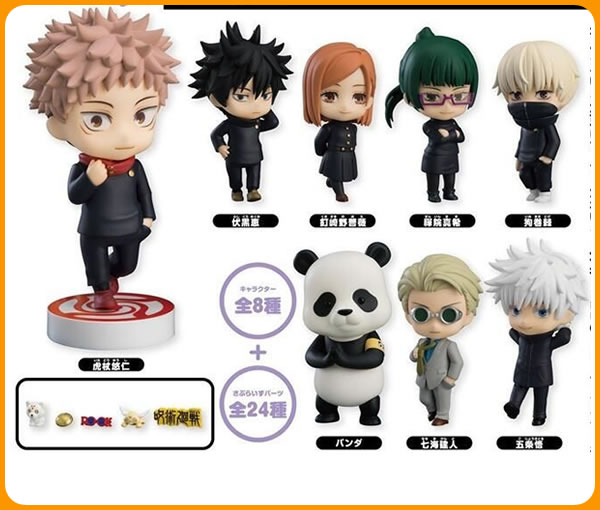 伏黒恵
釘崎野薔薇
禪院真希
狗巻棘
虎杖悠仁
キャラクター
全8種
+
さぷらいずパーツ
全24種
パンダ
七海建人
五条悟
呪術廻戦